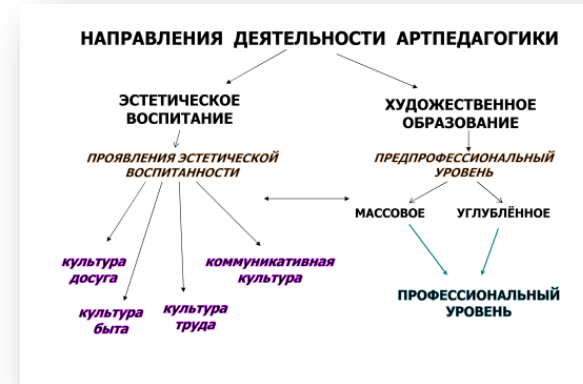 НАПРАВЛЕНИЯ ДЕЯТЕЛЬНОСТИ АРТПЕДАГОГИКИ
ЭСТЕТИЧЕСКОЕ
ВОСПИТАНИЕ
ХУДОЖЕСТВЕННОЕ
ОБРАЗОВАНИЕ
ПРОЯВЛЕНИЯ ЭСТЕТИЧЕСКОЙ
ВОСПИТАННОСТИ
ПРЕДПРОФЕССИОНАЛЬНЫЙ
УРОВЕНЬ
МАССОВОЕ
УГЛУБЛЁННОЕ
культура
досуга
коммуникативная
культура
культура
быта
культура
труда
ПРОФЕССИОНАЛЬНЫЙ
УРОВЕНЬ